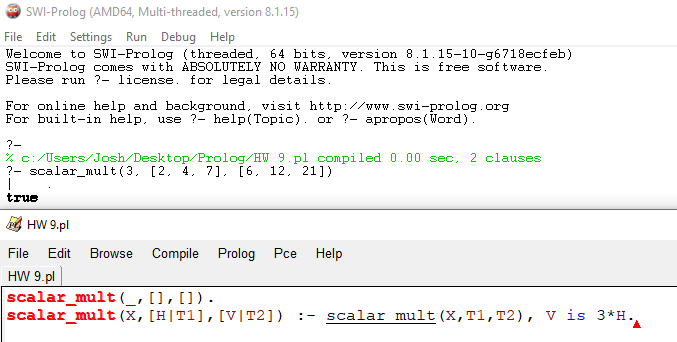 SWI-Prolog (AMD64, Multi-threaded, version 8.1.15)
File Edit Settings Run Debug Help
Welcome to SWI-Prolog (threaded, 64 bits, version 8.1.15-10-g6718ecfeb)
SWI-Prolog comes with ABSOLUTELY NO WARRANTY. This is free software.
Please run ?- license. for legal details.
For online help and background, visit http://www.swi-prolog.org
For built-in help, use ?- help(Topic). or ?- apropos(Word).
?-
% c:/Users/Josh/Desktop/Prolog/HW 9.pl compiled 0.00 sec, 2 clauses
?- scalar_mult(3, [2, 4, 7], [6, 12, 21])
| .
true
HW 9.pl
File Edit Browse Compile Prolog Pce Help
HW 9.pl
scalar_mult(_,[],[]).
scalar_mult(X,[H|T1],[V|T2]) :- scalar_mult(X,T1,T2), V is 3*H.